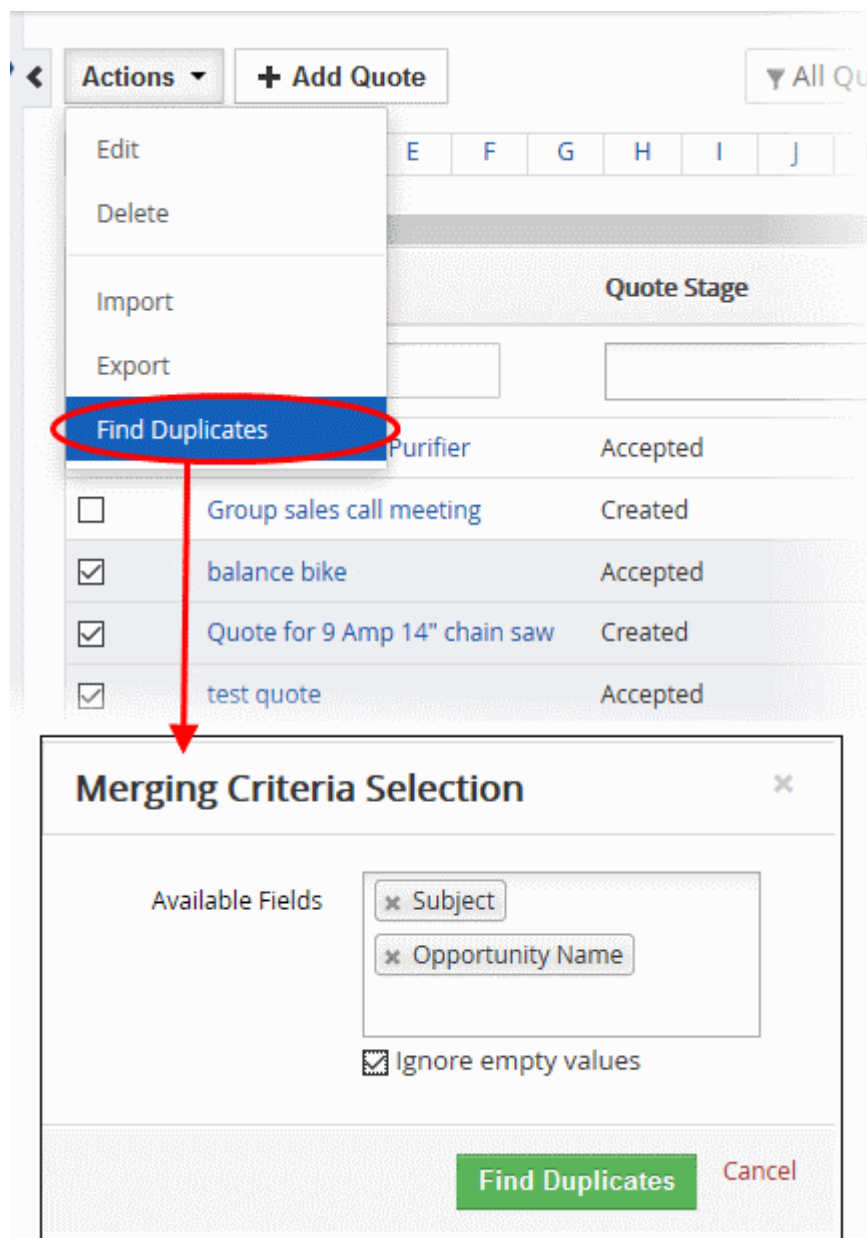 Actions + Add Quote All Qu
Edit E F G H I J
Delete
Quote Stage
Import
Export
Find Duplicates Purifier Accepted
Group sales call meeting Created
balance bike Accepted
Quote for 9 Amp 14" chain saw Created
test quote Accepted
Merging Criteria Selection ×
Available Fields × Subject
× Opportunity Name
Ignore empty values
Find Duplicates Cancel